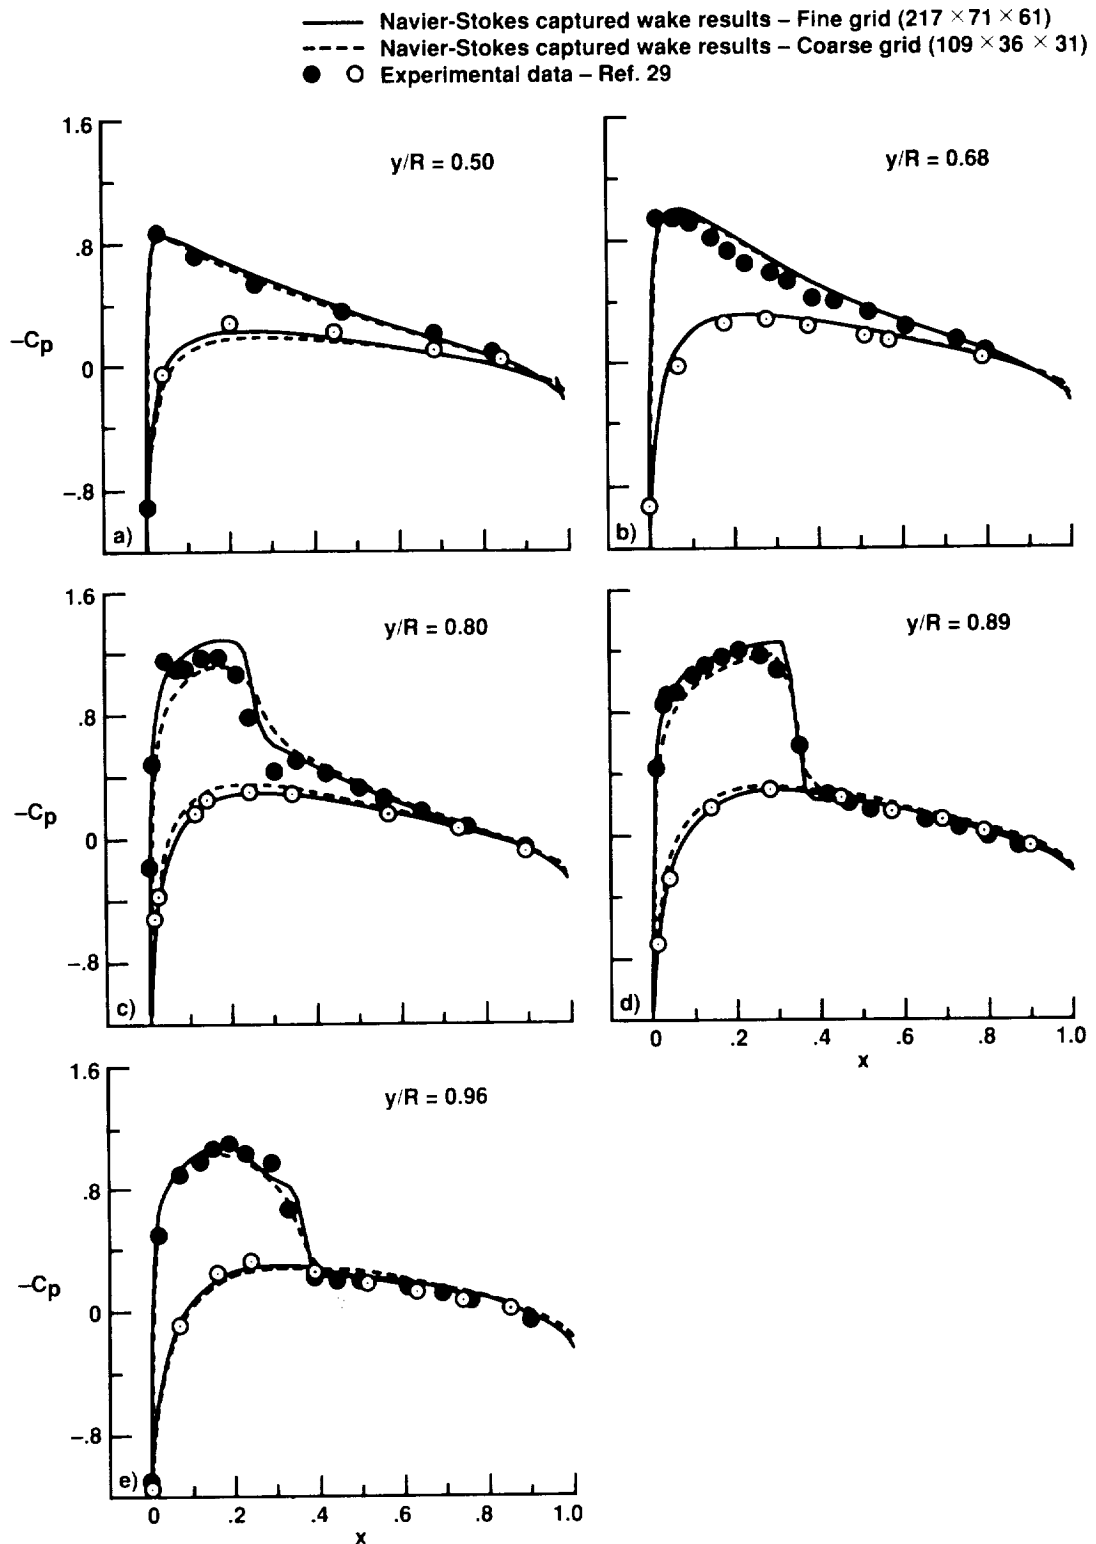 Navier-Stokes captured wake results – Fine grid (217 × 71 × 61)
Navier-Stokes captured wake results – Coarse grid (109 × 36 × 31)
Experimental data – Ref. 29
1.6
.8
–Cp
0
–.8
y/R = 0.50
a)
y/R = 0.68
b)
1.6
.8
–Cp
0
–.8
y/R = 0.80
c)
y/R = 0.89
d)
0 .2 .4 .6 .8 1.0
x
1.6
.8
–Cp
0
–.8
y/R = 0.96
e)
0 .2 .4 .6 .8 1.0
x